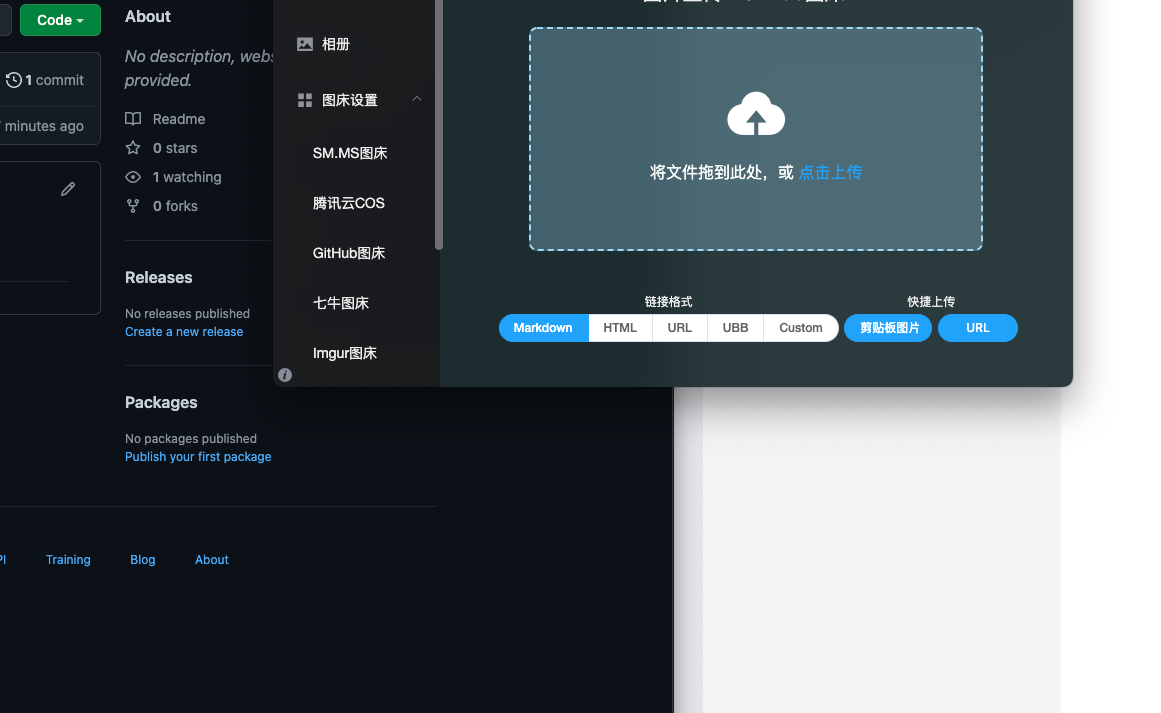 Code
1 commit
minutes ago
About
No description,
provided.
Readme
0 stars
1 watching
0 forks
Releases
No releases published
Create a new release
Packages
No packages published
Publish your first package
Training
Blog
About
相册
图床设置
SM.MS图床
腾讯云COS
GitHub图床
七牛图床
Imgur图床
将文件拖到此处，或 点击上传
链接格式
快捷上传
Markdown
HTML
URL
UBB
Custom
剪贴板图片
URL